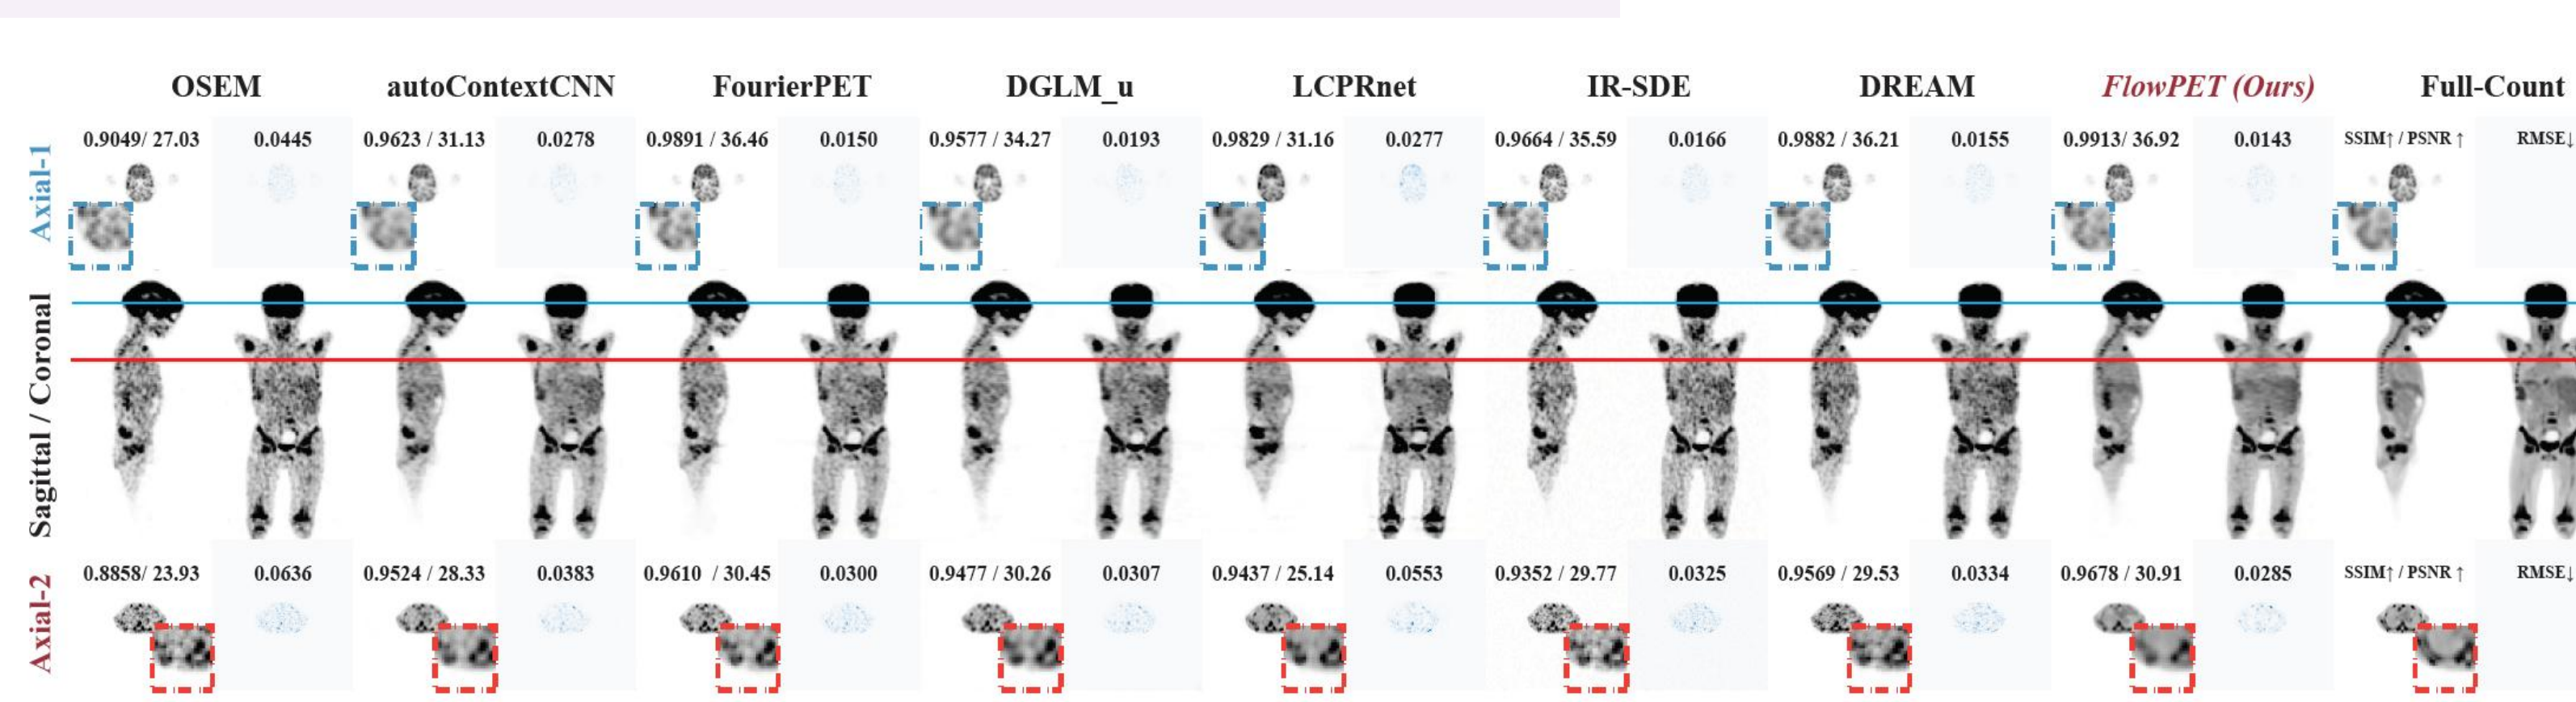 OSEM autoContextCNN FourierPET DGLM_u LCPRnet IR-SDE DREAM FlowPET (Ours) Full-Count
Axial-1
0.9049/ 27.03 0.0445 0.9623 / 31.13 0.0278 0.9891 / 36.46 0.0150 0.9577 / 34.27 0.0193 0.9829 / 31.16 0.0277 0.9664 / 35.59 0.0166 0.9882 / 36.21 0.0155 0.9913/ 36.92 0.0143 SSIM↑ / PSNR ↑ RMSE↓
Sagittal / Coronal
Axial-2
0.8858/ 23.93 0.0636 0.9524 / 28.33 0.0383 0.9610 / 30.45 0.0300 0.9477 / 30.26 0.0307 0.9437 / 25.14 0.0553 0.9352 / 29.77 0.0325 0.9569 / 29.53 0.0334 0.9678 / 30.91 0.0285 SSIM↑ / PSNR ↑ RMSE↓